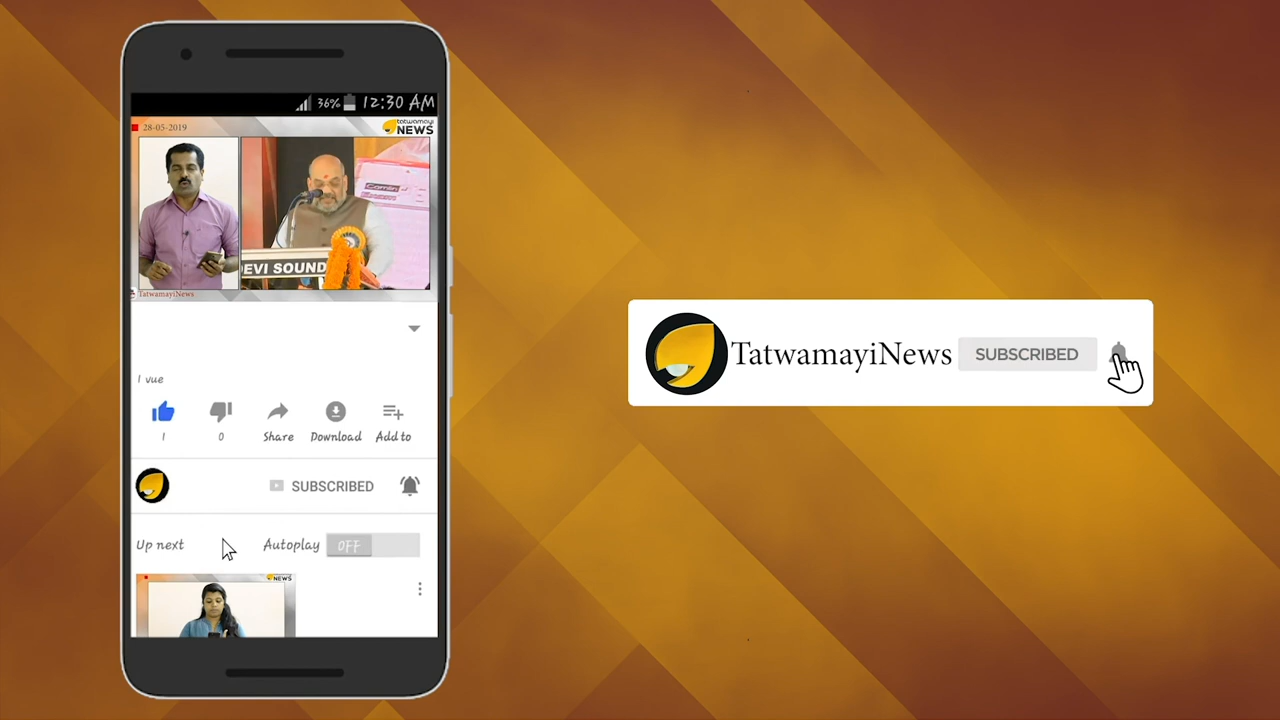 36% 12:30 AM
28-05-2019
tatwamayi
NEWS
DEVI SOUND
TatwamayiNews
1 vue
1
0
Share
Download
Add to
SUBSCRIBED
Up next
Autoplay
OFF
NEWS
TatwamayiNews
SUBSCRIBED